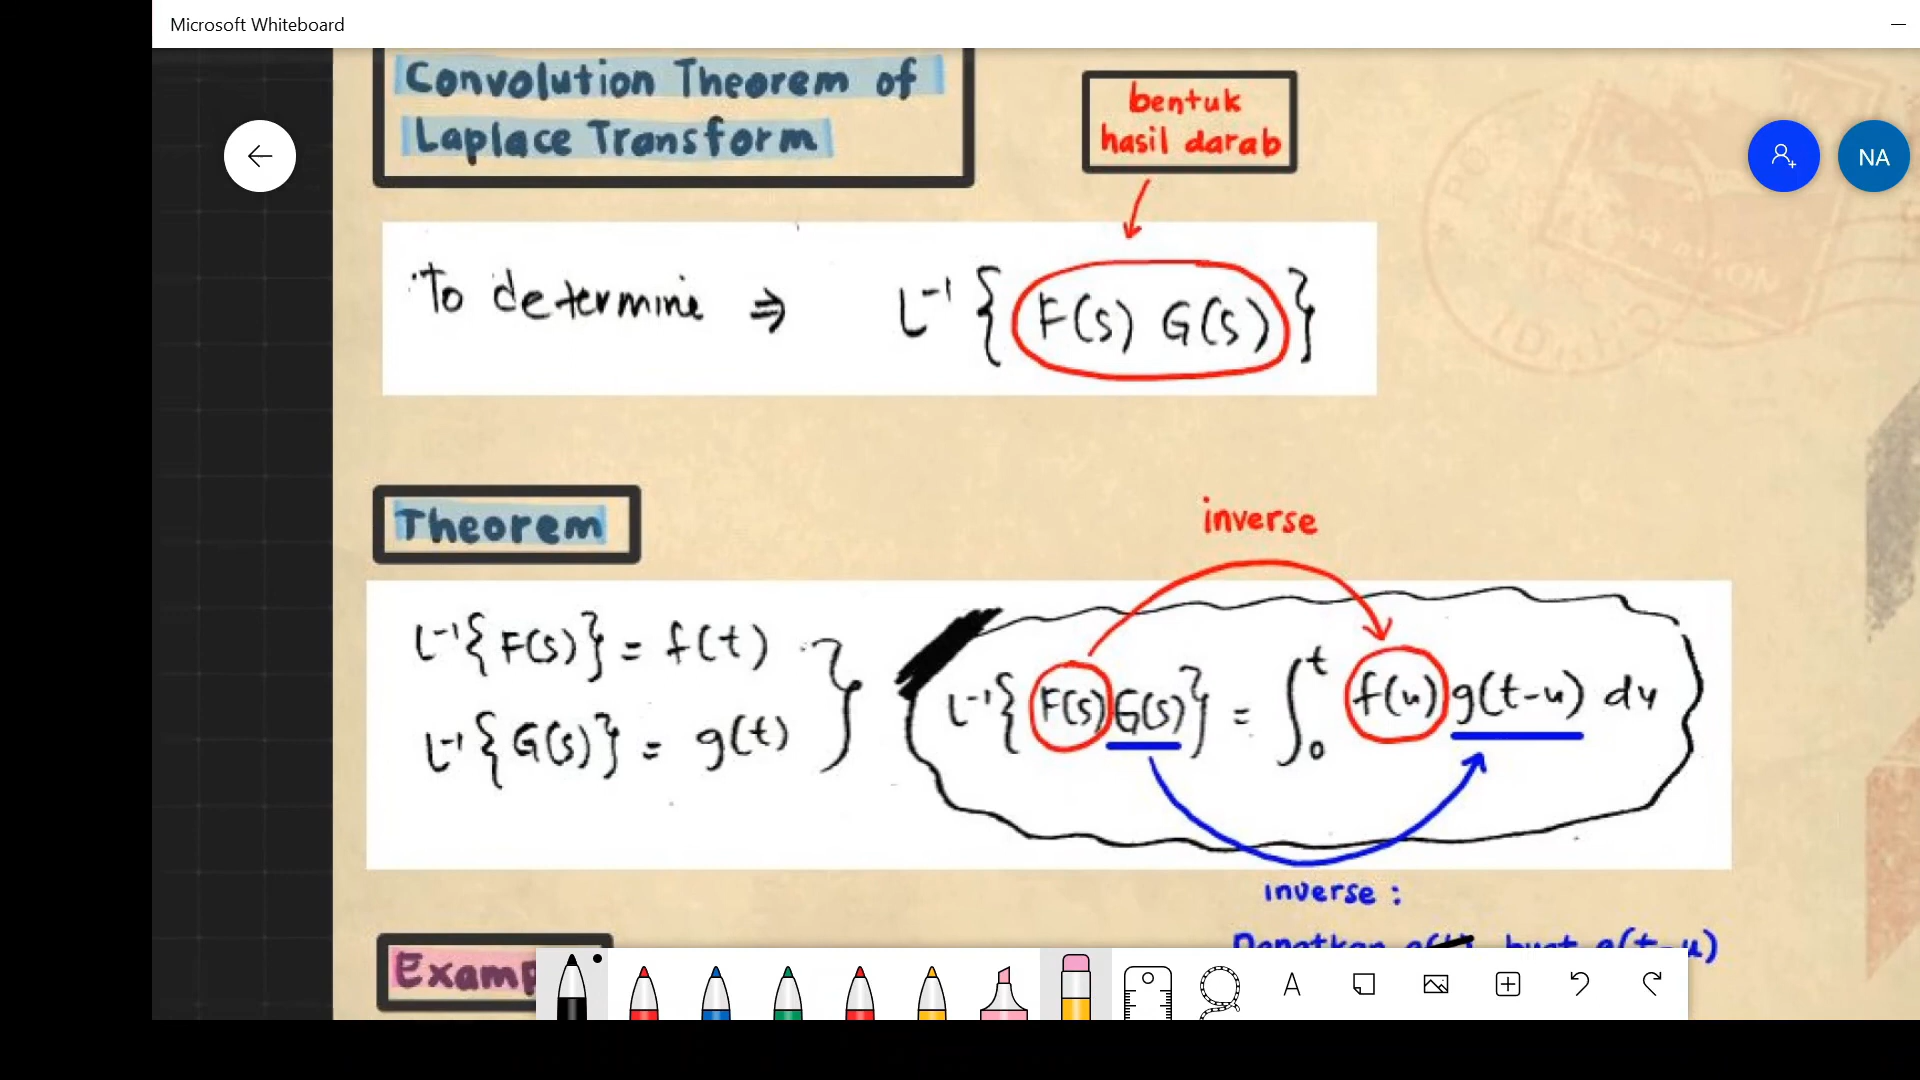 Microsoft Whiteboard
Convolution Theorem of
Laplace Transform
bentuk
hasil darab
NA
To determine ⇒ L⁻¹{F(s) G(s)}
Theorem
inverse
L⁻¹{F(s)} = f(t)
L⁻¹{G(s)} = g(t)
L⁻¹{F(s)G(s)} = ∫₀ᵗ f(u) g(t-u) du
inverse :
g(t-u)
Examp
A